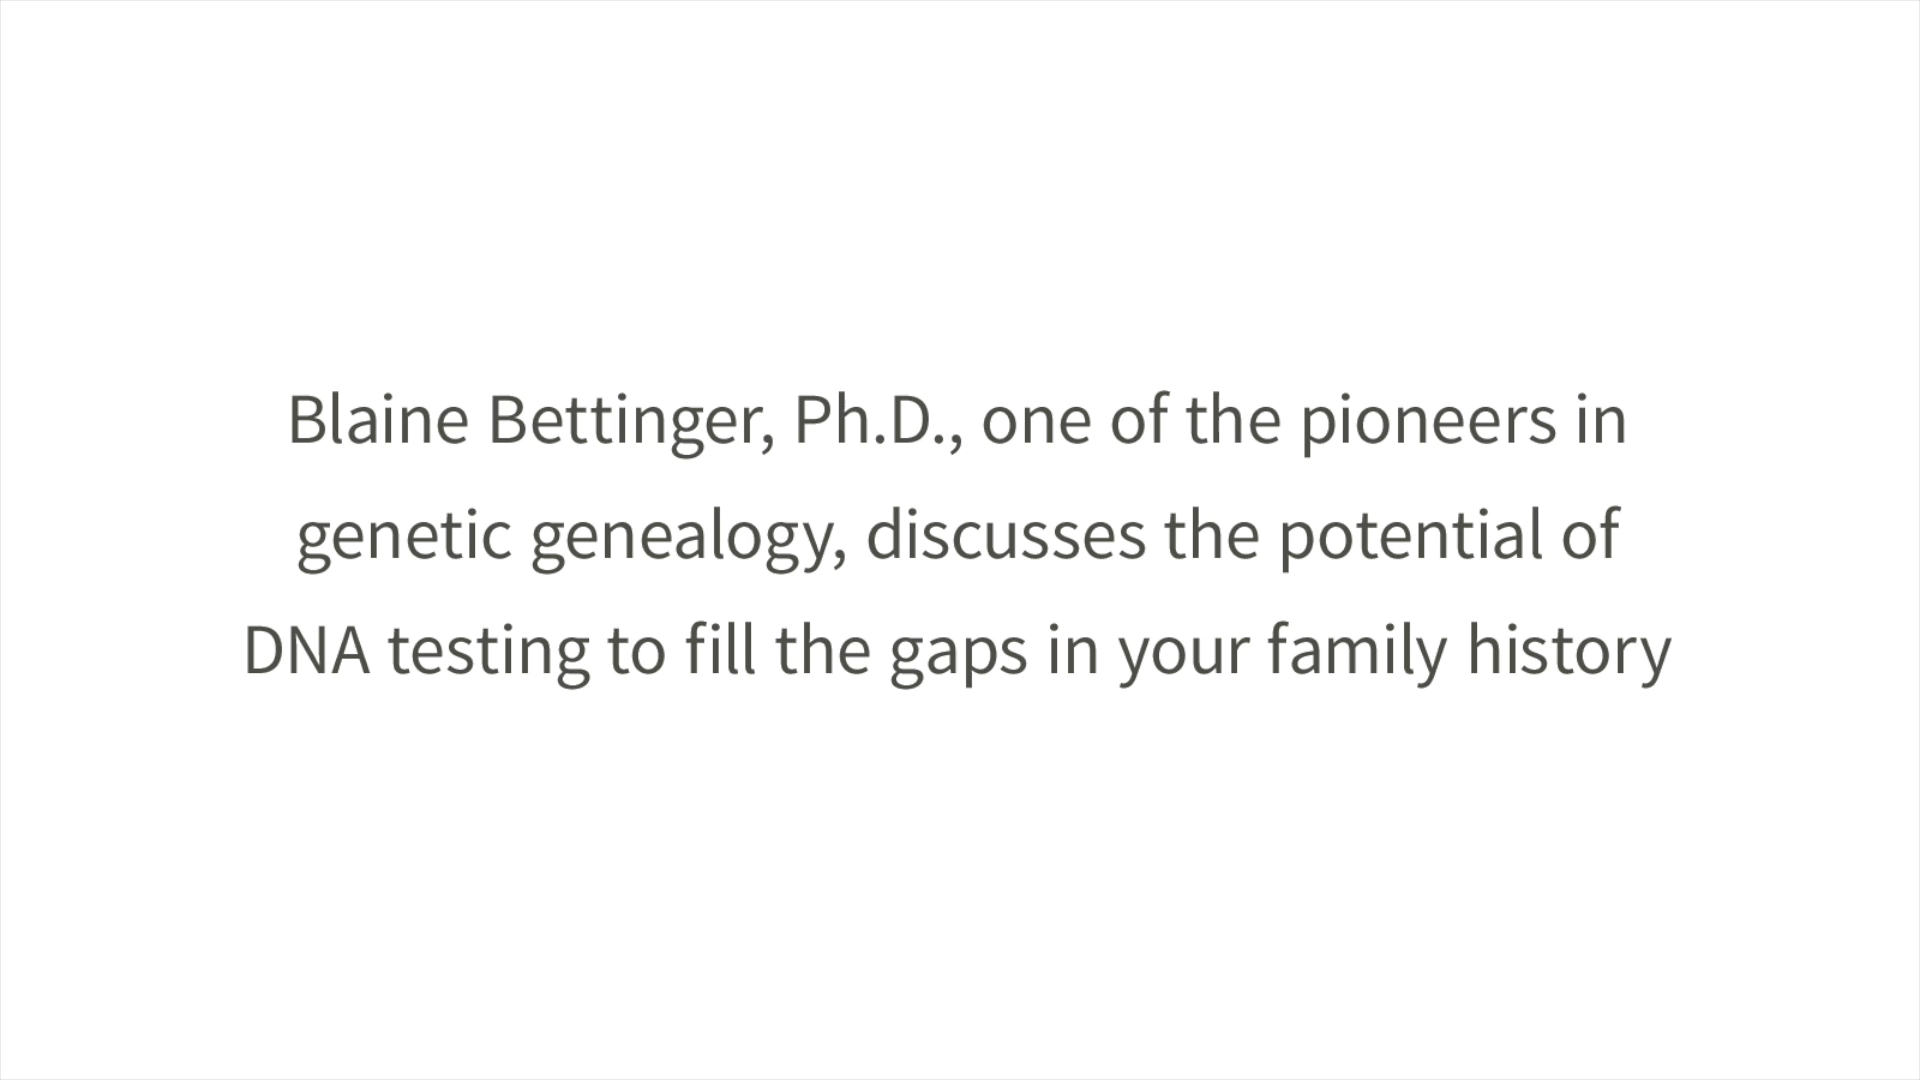 Blaine Bettinger, Ph.D., one of the pioneers in
genetic genealogy, discusses the potential of
DNA testing to fill the gaps in your family history